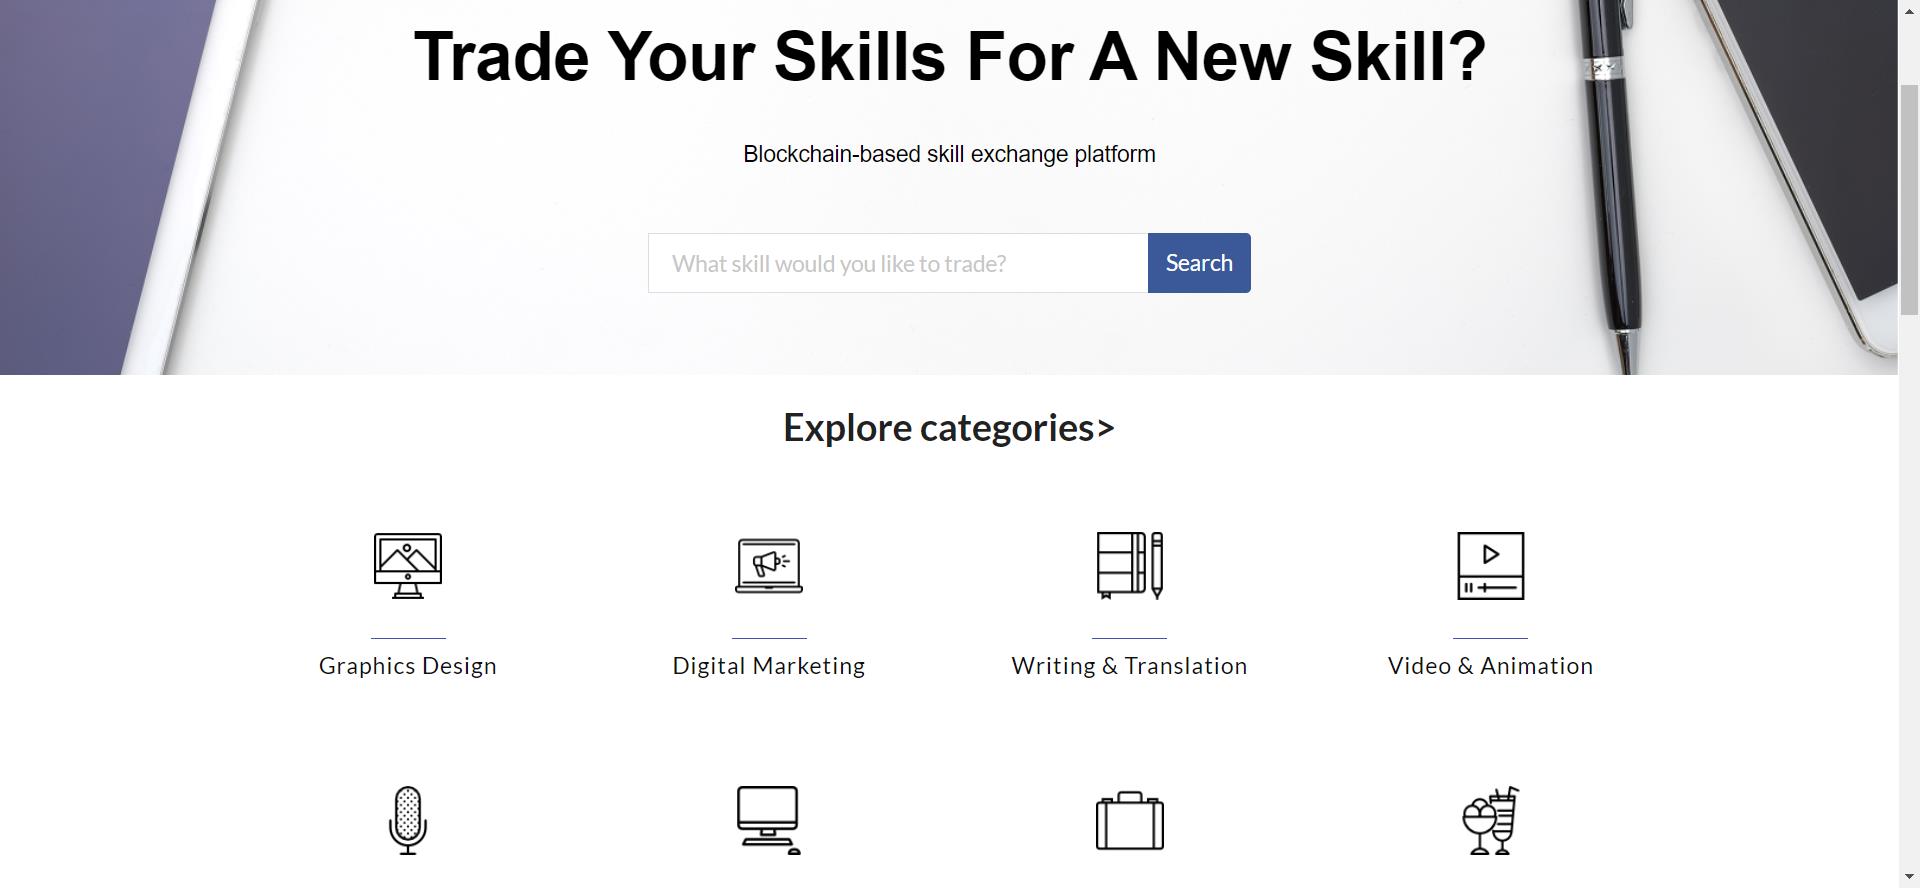 Trade Your Skills For A New Skill?
Blockchain-based skill exchange platform
What skill would you like to trade?
Search
Explore categories>
Graphics Design
Digital Marketing
Writing & Translation
Video & Animation